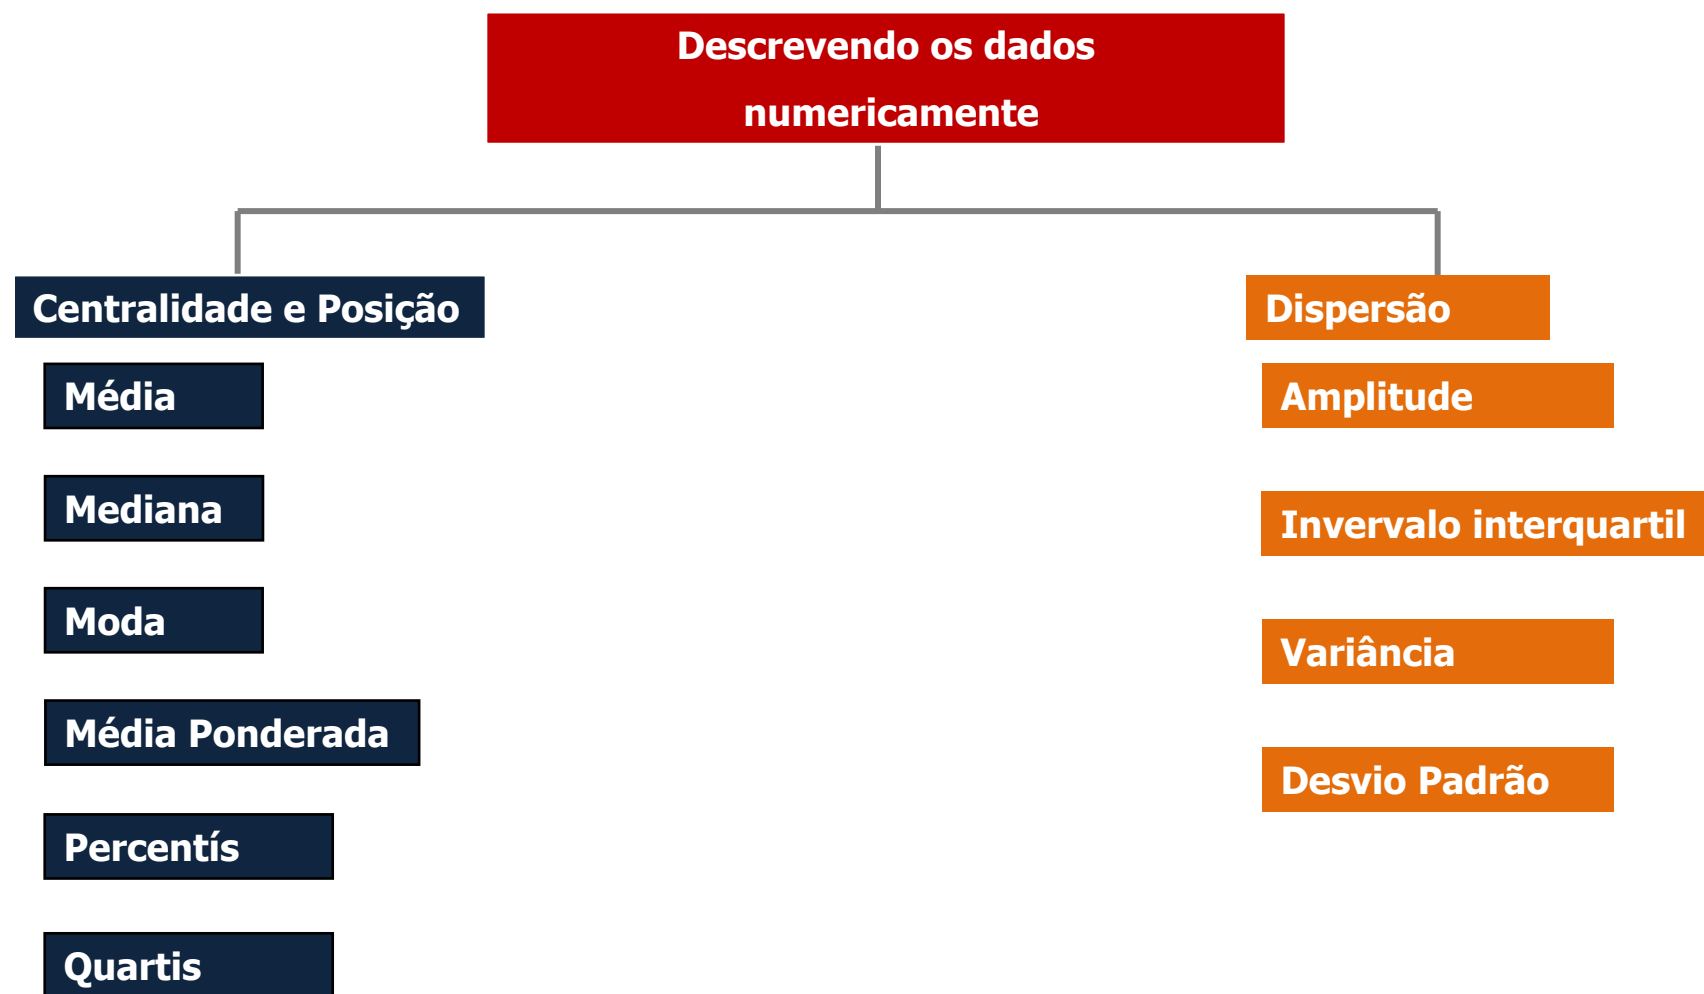 Descrevendo os dados
numericamente
Centralidade e Posição
Média
Mediana
Moda
Média Ponderada
Percentís
Quartis
Dispersão
Amplitude
Invervalo interquartil
Variância
Desvio Padrão